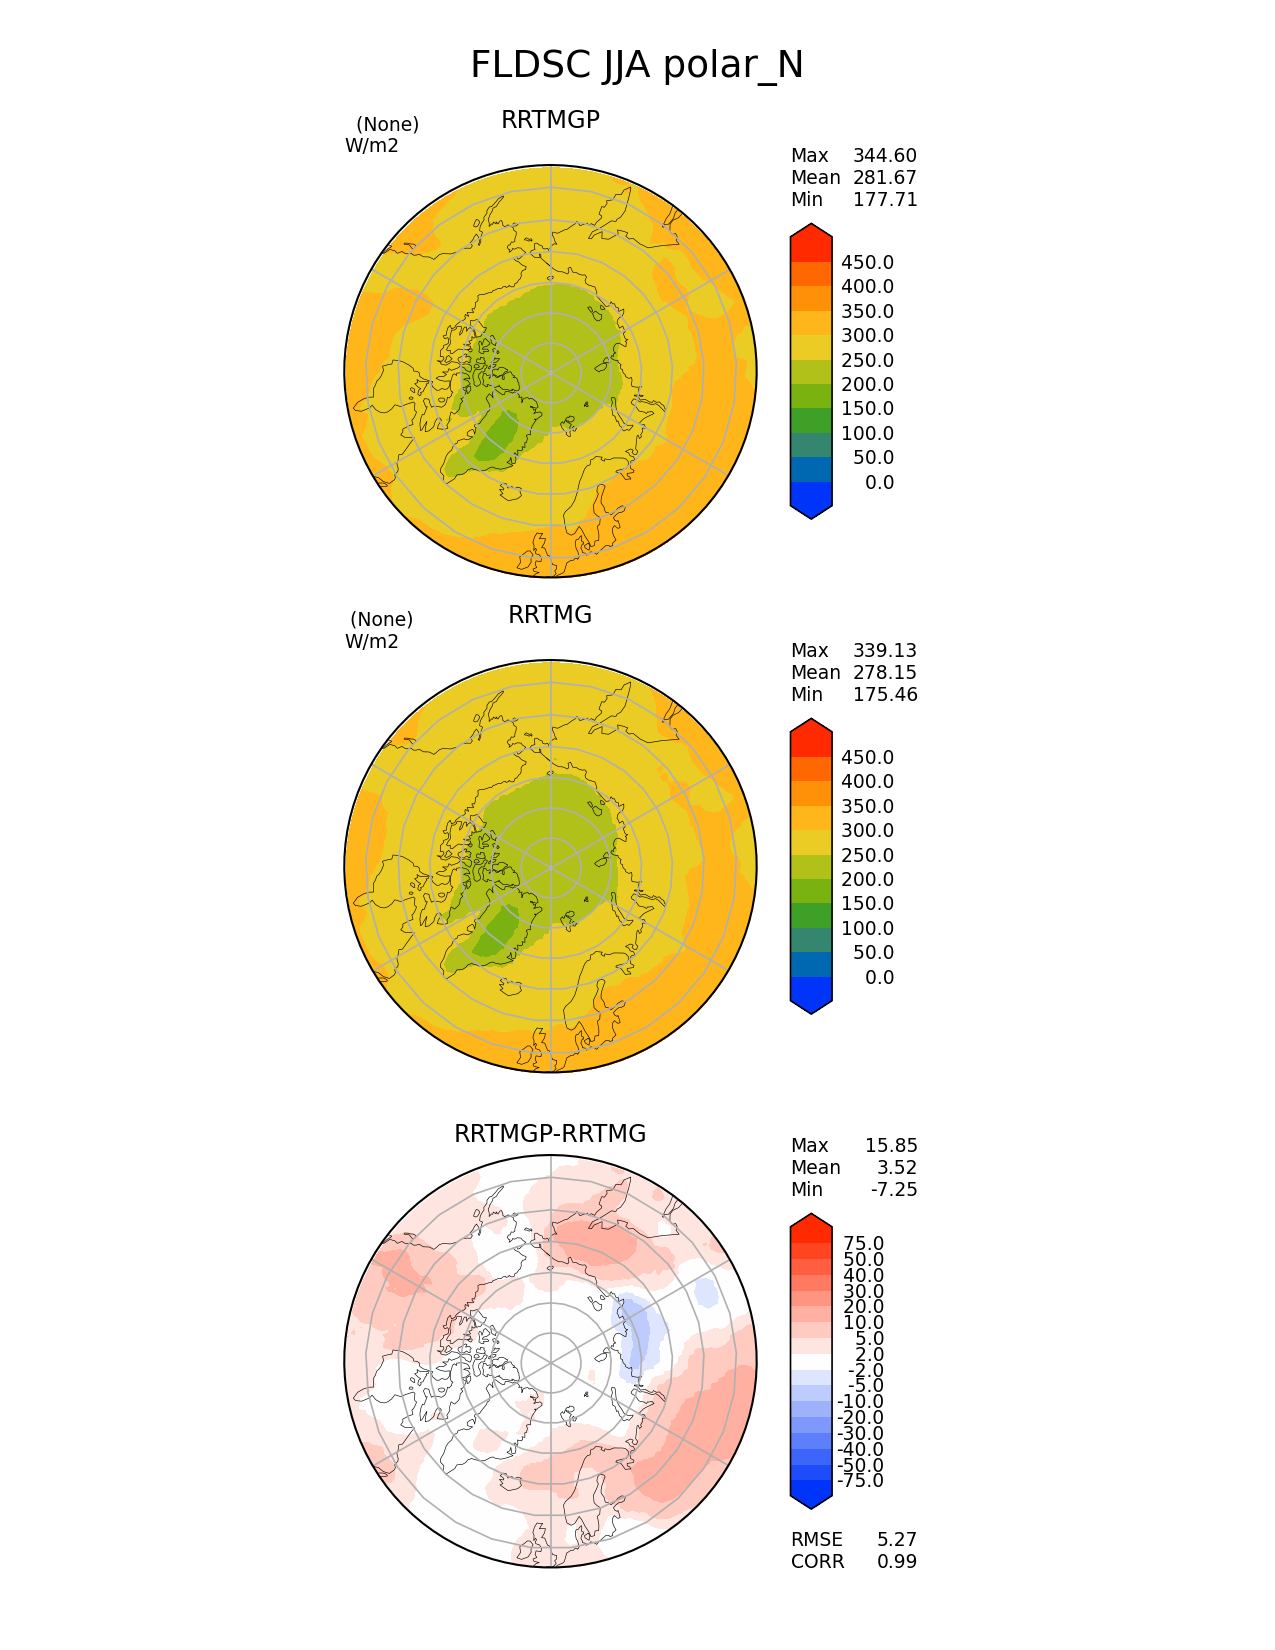 FLDSC JJA polar_N
RRTMGP
(None)
W/m2
Max 344.60
Mean 281.67
Min 177.71
450.0
400.0
350.0
300.0
250.0
200.0
150.0
100.0
50.0
0.0
RRTMG
(None)
W/m2
Max 339.13
Mean 278.15
Min 175.46
450.0
400.0
350.0
300.0
250.0
200.0
150.0
100.0
50.0
0.0
RRTMGP-RRTMG
Max 15.85
Mean 3.52
Min -7.25
75.0
50.0
40.0
30.0
20.0
10.0
5.0
2.0
-2.0
-5.0
-10.0
-20.0
-30.0
-40.0
-50.0
-75.0
RMSE 5.27
CORR 0.99